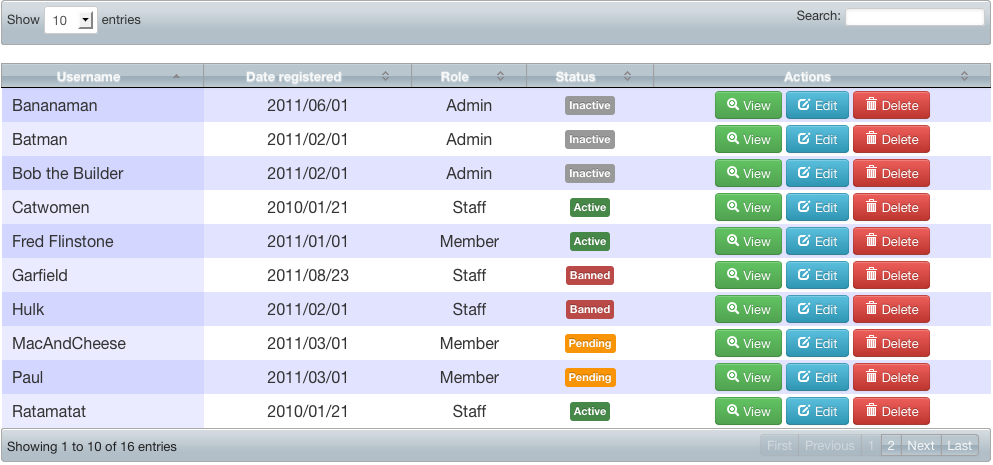 Show 10 entries Search:
Username Date registered Role Status Actions
Bananaman 2011/06/01 Admin Inactive View Edit Delete
Batman 2011/02/01 Admin Inactive View Edit Delete
Bob the Builder 2011/02/01 Admin Inactive View Edit Delete
Catwomen 2010/01/21 Staff Active View Edit Delete
Fred Flinstone 2011/01/01 Member Active View Edit Delete
Garfield 2011/08/23 Staff Banned View Edit Delete
Hulk 2011/02/01 Staff Banned View Edit Delete
MacAndCheese 2011/03/01 Member Pending View Edit Delete
Paul 2011/03/01 Member Pending View Edit Delete
Ratamatat 2010/01/21 Staff Active View Edit Delete
Showing 1 to 10 of 16 entries First Previous 1 2 Next Last